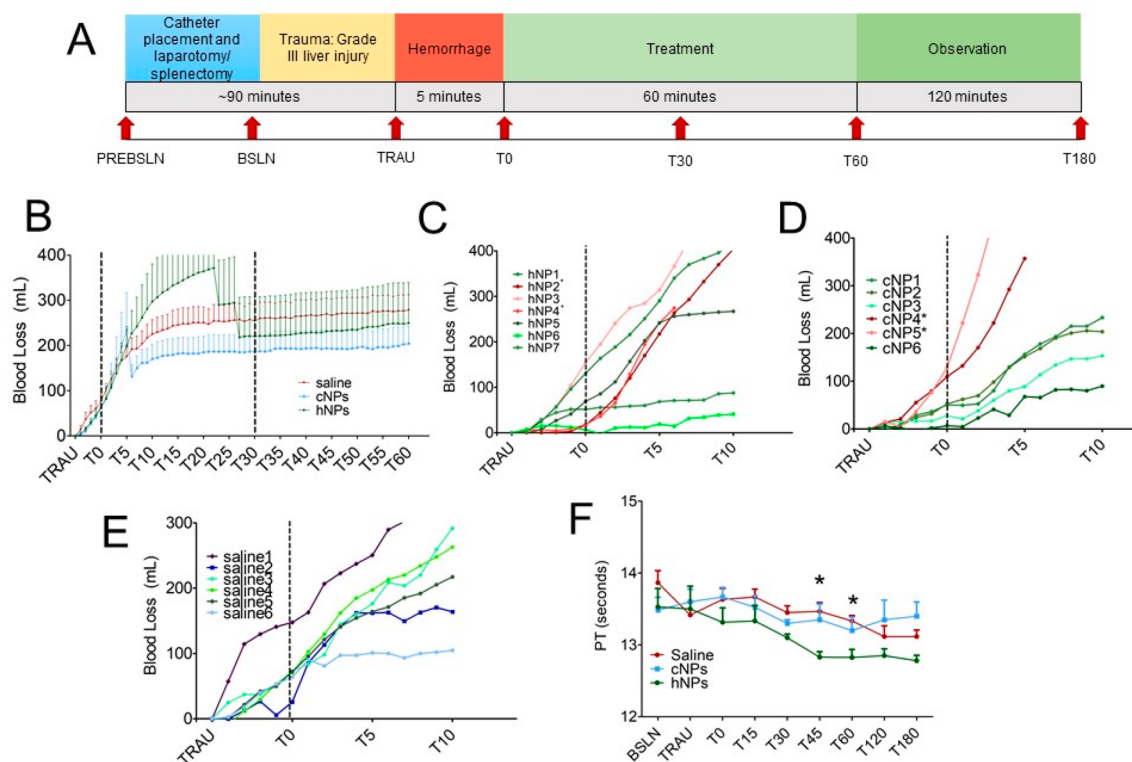 A
Catheter
placement and
laparotomy/
splenectomy
Trauma: Grade
III liver injury
Hemorrhage
Treatment
Observation
~90 minutes
5 minutes
60 minutes
120 minutes
PREBSLN
BSLN
TRAU
T0
T30
T60
T180
B
Blood Loss (mL)
400
300
200
100
0
saline
cNPs
hNPs
TRAU
T0
T5
T10
T15
T20
T25
T30
T35
T40
T45
T50
T55
T60
C
Blood Loss (mL)
400
300
200
100
0
hNP1
hNP2*
hNP3
hNP4*
hNP5
hNP6
hNP7
TRAU
T0
T5
T10
D
Blood Loss (mL)
400
300
200
100
0
cNP1
cNP2
cNP3
cNP4*
cNP5*
cNP6
TRAU
T0
T5
T10
E
Blood Loss (mL)
300
200
100
0
saline1
saline2
saline3
saline4
saline5
saline6
TRAU
T0
T5
T10
F
PT (seconds)
15
14
13
12
*
*
Saline
cNPs
hNPs
BSLN
TRAU
T0
T15
T30
T45
T60
T120
T180